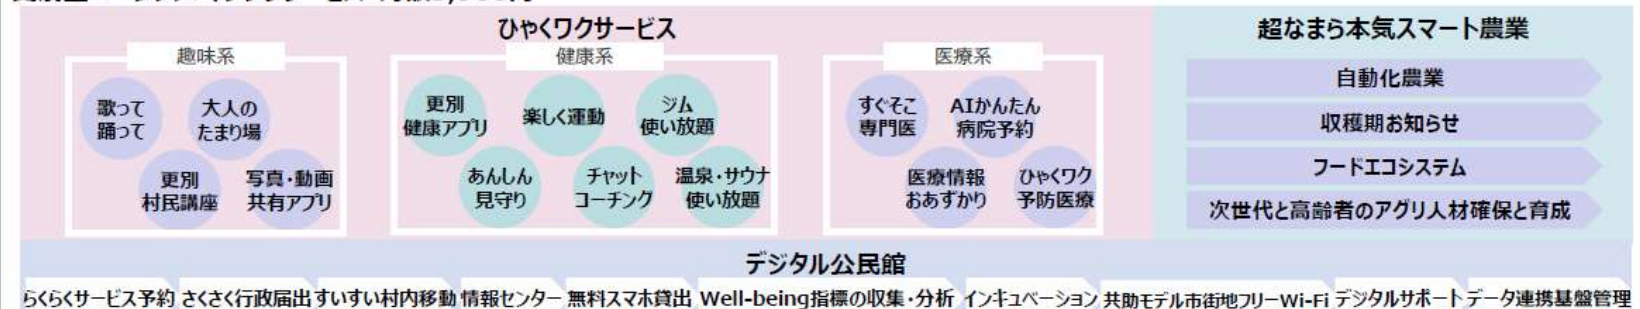 ひゃくワクサービス
趣味系
歌って
踊って
大人の
たまり場
更別
村民講座
写真・動画
共有アプリ
健康系
更別
健康アプリ
楽しく運動
ジム
使い放題
あんしん
見守り
チャット
コーチング
温泉・サウナ
使い放題
医療系
すぐそこ
専門医
AIかんたん
病院予約
医療情報
おあずかり
ひゃくワク
予防医療
超なまら本気スマート農業
自動化農業
収穫期お知らせ
フードエコシステム
次世代と高齢者のアグリ人材確保と育成
デジタル公民館
らくらくサービス予約 さくさく行政届出 すいすい村内移動 情報センター 無料スマホ貸出 Well-being指標の収集・分析 インキュベーション 共助モデル市街地フリーWi-Fi デジタルサポート データ連携基盤管理